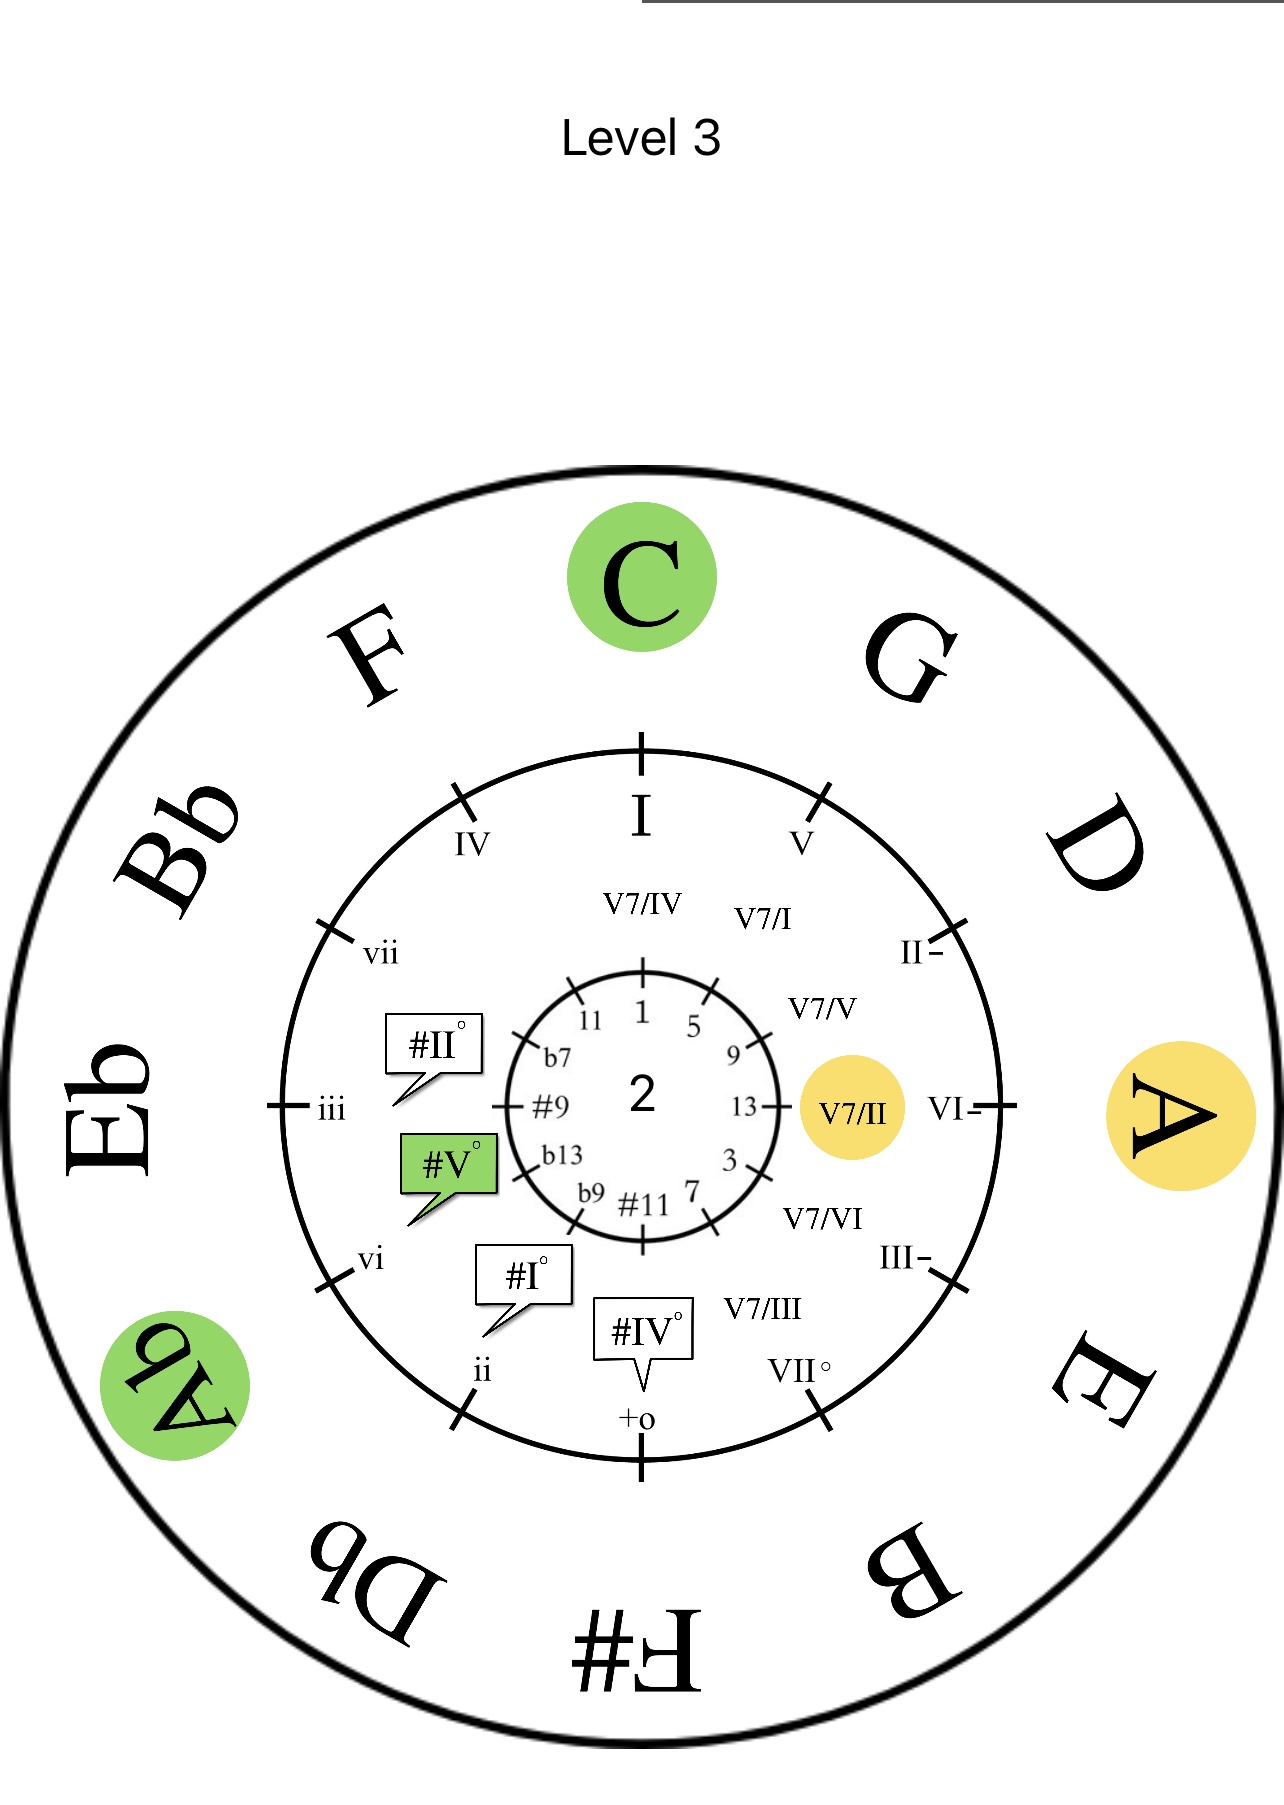 Level 3
C
G
D
A
E
B
F#
Db
Ab
Eb
Bb
F
I
V
II-
VI-
III-
VII°
+o
ii
vi
iii
vii
IV
V7/IV
V7/I
V7/V
V7/II
V7/VI
V7/III
#IV°
#I°
#V°
#II°
1
5
9
13
3
7
#11
b9
b13
#9
b7
11
2